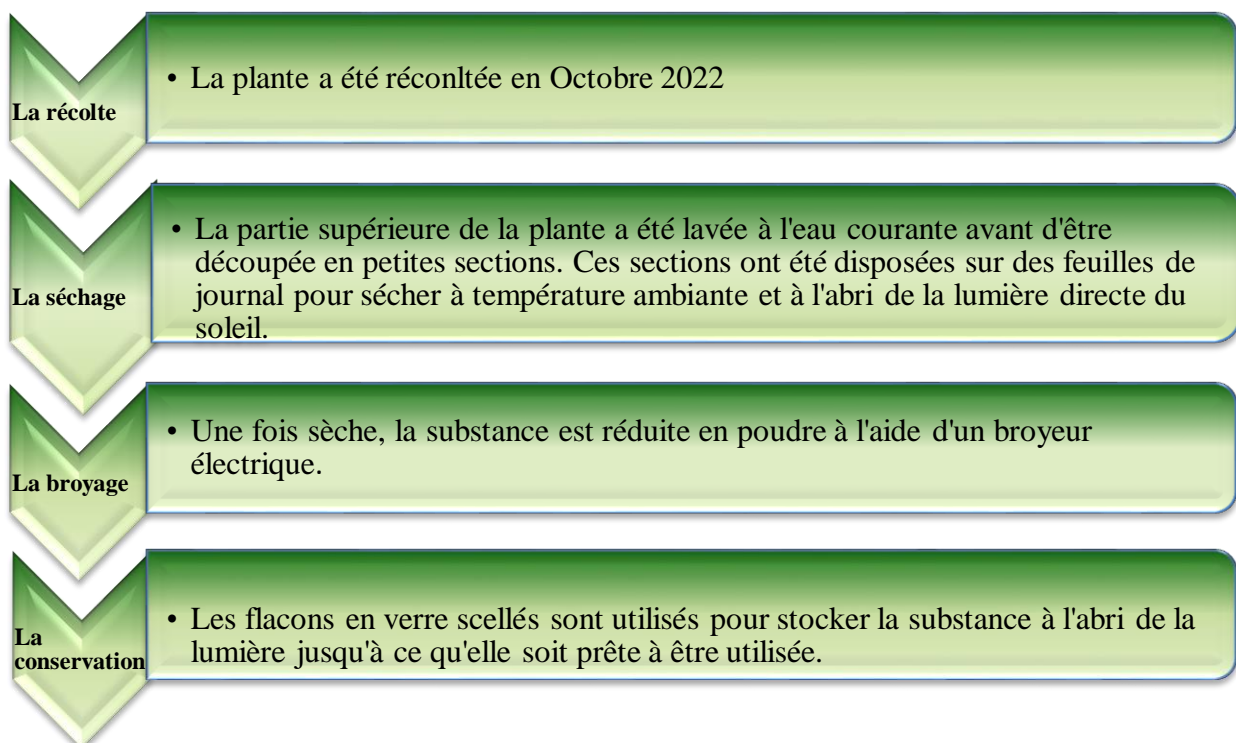 La récolte
• La plante a été réconltée en Octobre 2022
La séchage
• La partie supérieure de la plante a été lavée à l'eau courante avant d'être
découpée en petites sections. Ces sections ont été disposées sur des feuilles de
journal pour sécher à température ambiante et à l'abri de la lumière directe du
soleil.
La broyage
• Une fois sèche, la substance est réduite en poudre à l'aide d'un broyeur
électrique.
La
conservation
• Les flacons en verre scellés sont utilisés pour stocker la substance à l'abri de la
lumière jusqu'à ce qu'elle soit prête à être utilisée.